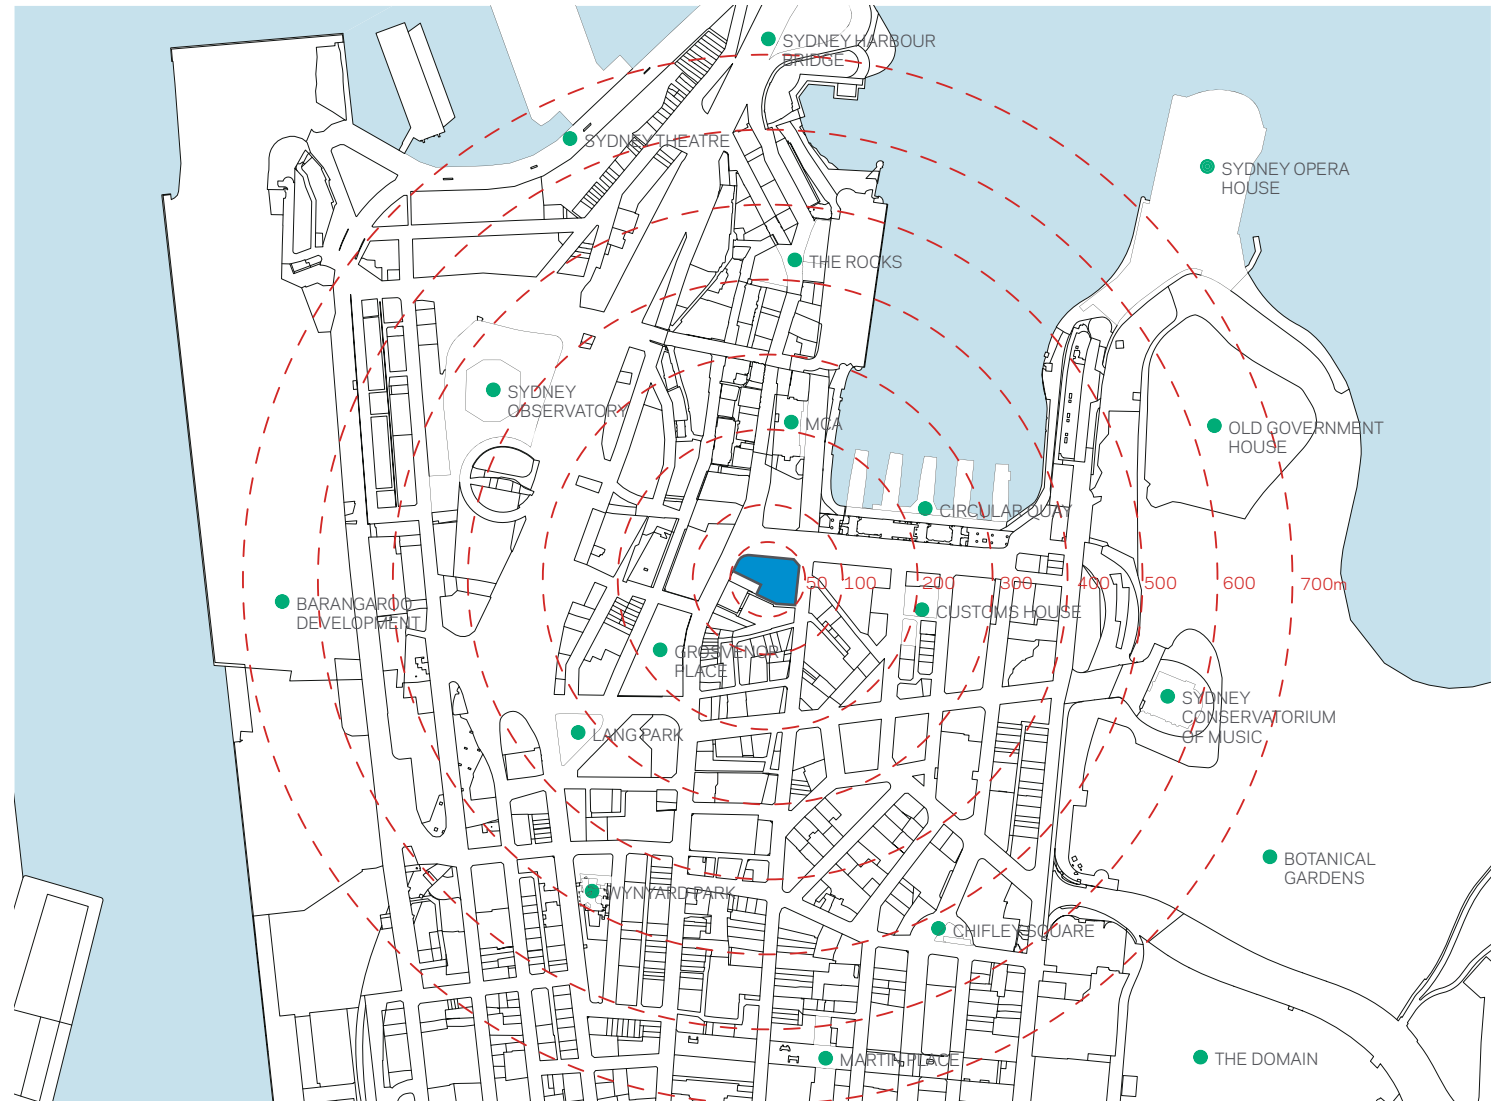 SYDNEY HARBOUR
BRIDGE
SYDNEY THEATRE
SYDNEY OPERA
HOUSE
THE ROCKS
SYDNEY
OBSERVATORY
MCA
OLD GOVERNMENT
HOUSE
CIRCULAR QUAY
50 100 200 300 400 500 600 700m
BARANGAROO
DEVELOPMENT
CUSTOMS HOUSE
GROSVENOR
PLACE
SYDNEY
CONSERVATORIUM
OF MUSIC
LANG PARK
BOTANICAL
GARDENS
WYNYARD PARK
CHIFLEY SQUARE
MARTIN PLACE
THE DOMAIN